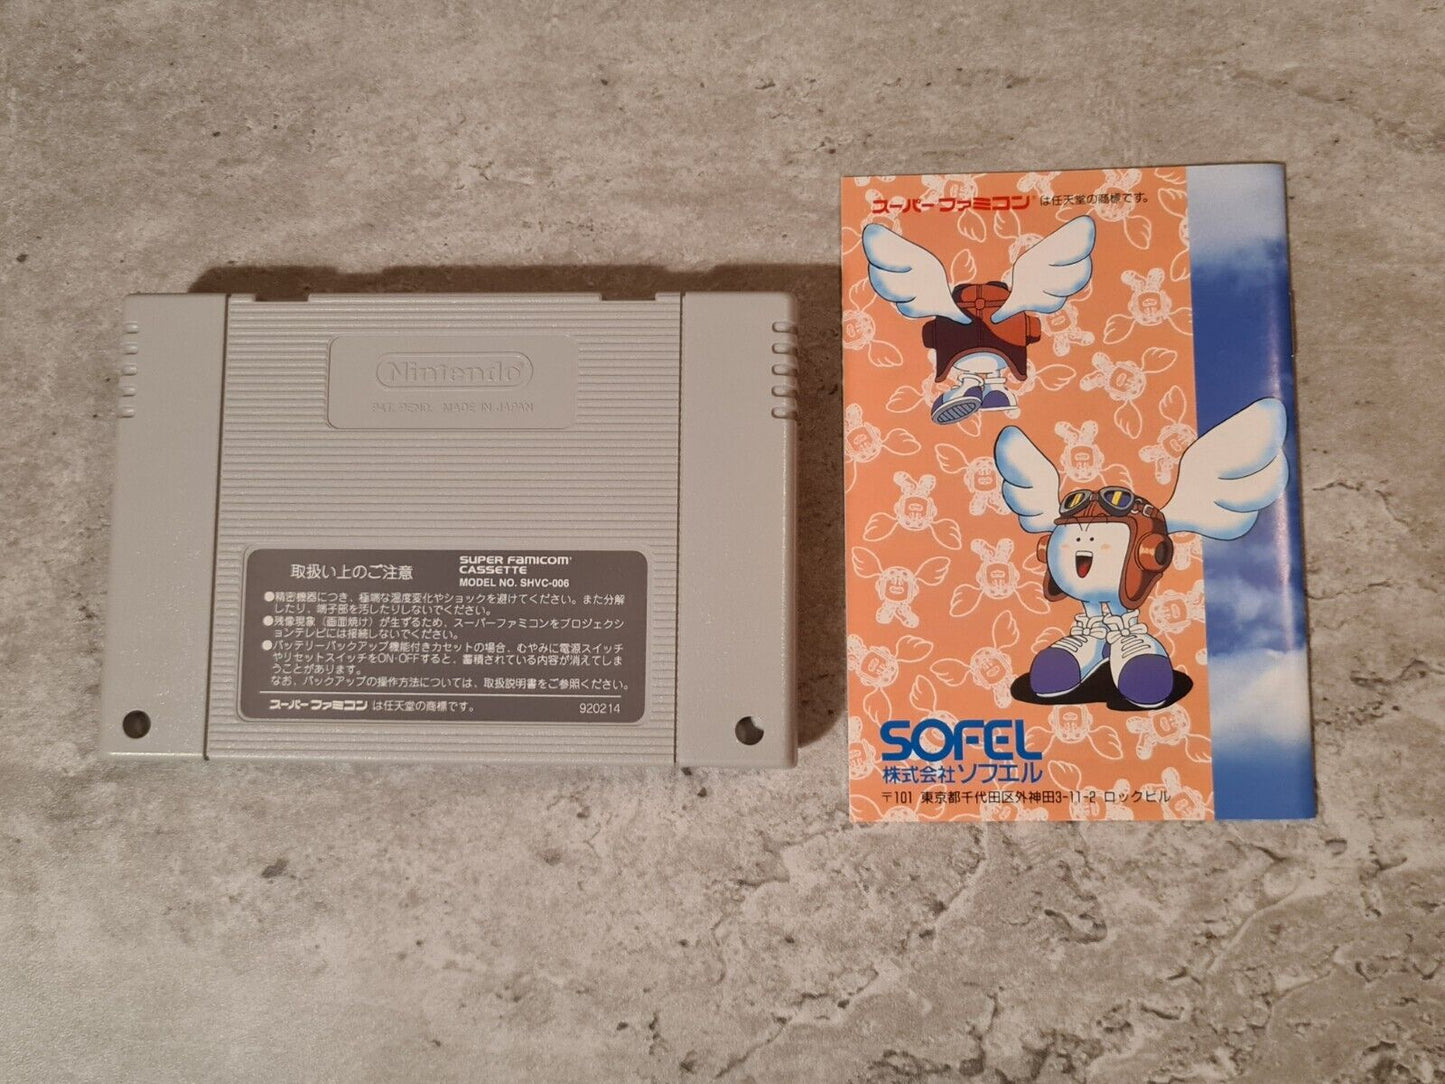 Nintendo®
PAT. PEND. MADE IN JAPAN
取扱い上のご注意
SUPER FAMICOM
CASSETTE
MODEL NO. SHVC-006
●精密機器につき、極端な温度変化やショックを避けてください。また分解
したり、端子部を汚したりしないでください。
●残像現象（画面焼け）が生ずるため、スーパーファミコンをプロジェクシ
ョンテレビには接続しないでください。
●バッテリーバックアップ機能付きカセットの場合、むやみに電源スイッチ
やリセットスイッチをON-OFFすると、蓄積されている内容が消えてしま
うことがあります。
なお、バックアップの操作方法については、取扱説明書をご参照ください。
スーパーファミコン は任天堂の商標です。
920214
スーパーファミコン® は任天堂の商標です。
SOFEL
株式会社ソフエル
〒101 東京都千代田区外神田3-11-2 ロックビル